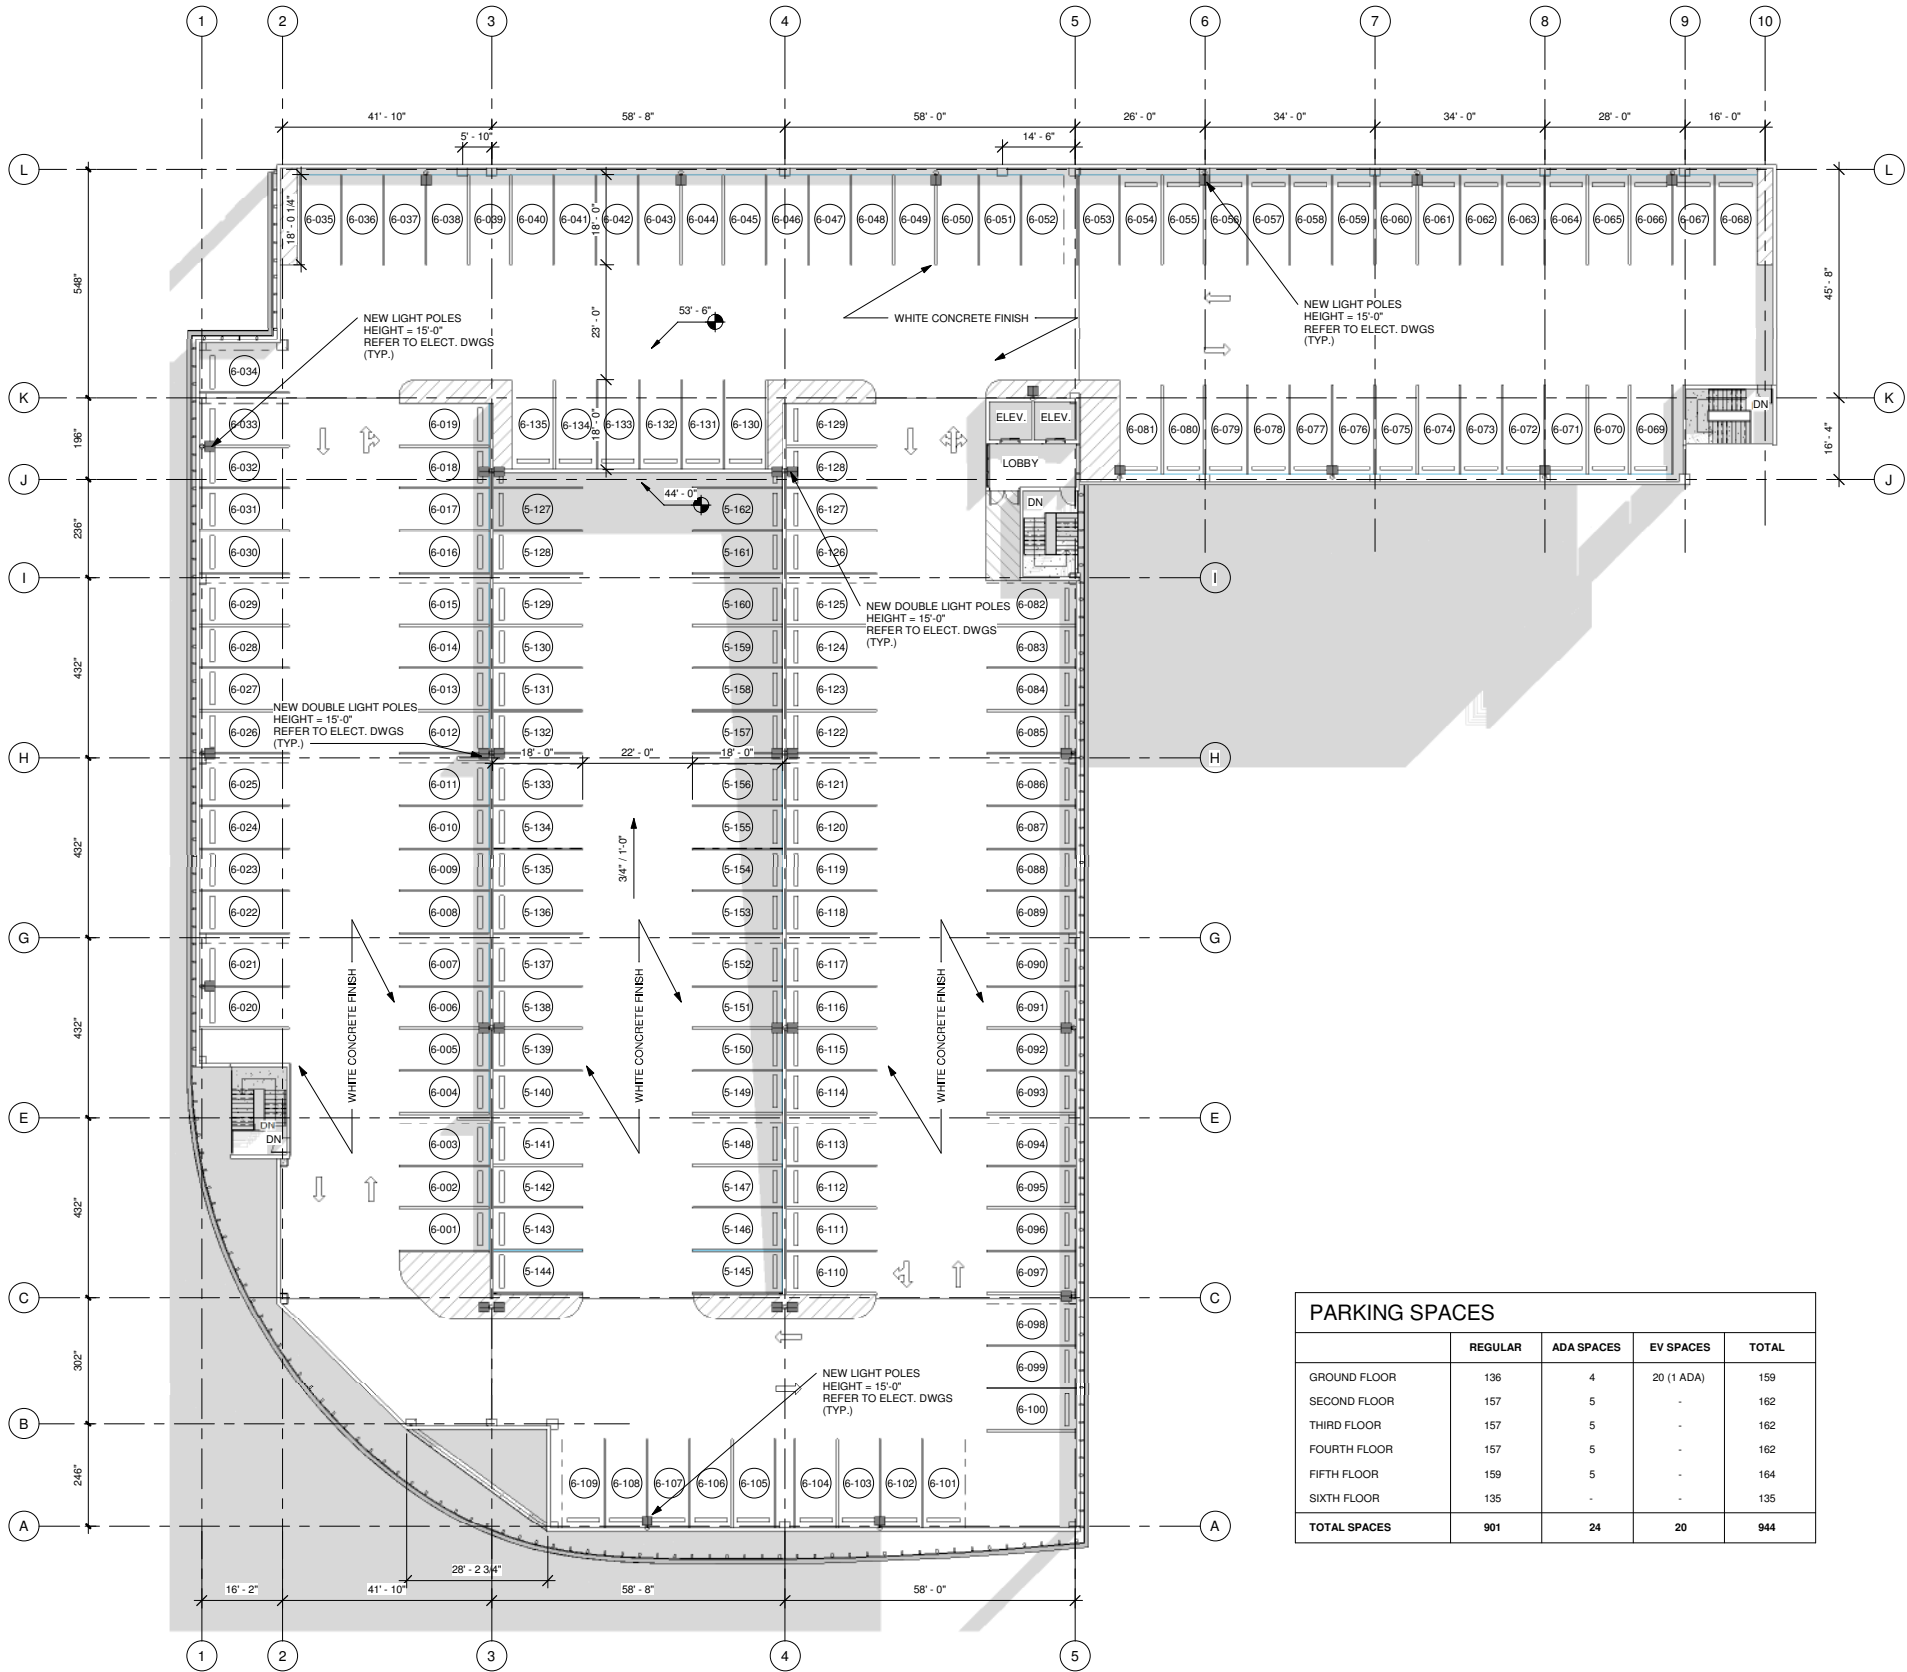 1 2 3 4 5 6 7 8 9 10
41' - 10" 58' - 8" 58' - 0" 26' - 0" 34' - 0" 34' - 0" 28' - 0" 16' - 0"
5' - 10" 14' - 6"
L L
18' - 0 1/4" 18' - 0"
6-035 6-036 6-037 6-038 6-039 6-040 6-041 6-042 6-043 6-044 6-045 6-046 6-047 6-048 6-049 6-050 6-051 6-052 6-053 6-054 6-055 6-056 6-057 6-058 6-059 6-060 6-061 6-062 6-063 6-064 6-065 6-066 6-067 6-068
548" 23' - 0" 45' - 8"
NEW LIGHT POLES
HEIGHT = 15'-0"
REFER TO ELECT. DWGS
(TYP.)
53' - 6"
WHITE CONCRETE FINISH
NEW LIGHT POLES
HEIGHT = 15'-0"
REFER TO ELECT. DWGS
(TYP.)
6-034
K K
ELEV. ELEV.
DN
6-033 6-019 6-135 6-134 6-133 6-132 6-131 6-130 6-129 6-081 6-080 6-079 6-078 6-077 6-076 6-075 6-074 6-073 6-072 6-071 6-070 6-069
196" 18' - 0" 16' - 4"
6-032 6-018 6-128
LOBBY
J J
44' - 0"
DN
6-031 6-017 5-127 5-162 6-127
236"
6-030 6-016 5-128 5-161 6-126
I I
6-029 6-015 5-129 5-160 6-125 6-082
NEW DOUBLE LIGHT POLES
HEIGHT = 15'-0"
REFER TO ELECT. DWGS
(TYP.)
6-028 6-014 5-130 5-159 6-124 6-083
432"
6-027 6-013 5-131 5-158 6-123 6-084
NEW DOUBLE LIGHT POLES
HEIGHT = 15'-0"
REFER TO ELECT. DWGS
(TYP.)
6-026 6-012 5-132 5-157 6-122 6-085
18' - 0" 22' - 0" 18' - 0"
H H
6-025 6-011 5-133 5-156 6-121 6-086
6-024 6-010 5-134 5-155 6-120 6-087
432" 3/4" / 1'-0"
6-023 6-009 5-135 5-154 6-119 6-088
6-022 6-008 5-136 5-153 6-118 6-089
G G
6-021 6-007 5-137 5-152 6-117 6-090
6-020 6-006 5-138 5-151 6-116 6-091
432"
WHITE CONCRETE FINISH
WHITE CONCRETE FINISH
WHITE CONCRETE FINISH
6-005 5-139 5-150 6-115 6-092
6-004 5-140 5-149 6-114 6-093
E E
DN
DN
6-003 5-141 5-148 6-113 6-094
6-002 5-142 5-147 6-112 6-095
432"
6-001 5-143 5-146 6-111 6-096
5-144 5-145 6-110 6-097
C C
6-098
302"
6-099
NEW LIGHT POLES
HEIGHT = 15'-0"
REFER TO ELECT. DWGS
(TYP.)
6-100
B
246"
6-109 6-108 6-107 6-106 6-105 6-104 6-103 6-102 6-101
A A
28' - 2 3/4"
16' - 2" 41' - 10" 58' - 8" 58' - 0"
1 2 3 4 5
PARKING SPACES
REGULAR ADA SPACES EV SPACES TOTAL
GROUND FLOOR 136 4 20 (1 ADA) 159
SECOND FLOOR 157 5 - 162
THIRD FLOOR 157 5 - 162
FOURTH FLOOR 157 5 - 162
FIFTH FLOOR 159 5 - 164
SIXTH FLOOR 135 - - 135
TOTAL SPACES 901 24 20 944